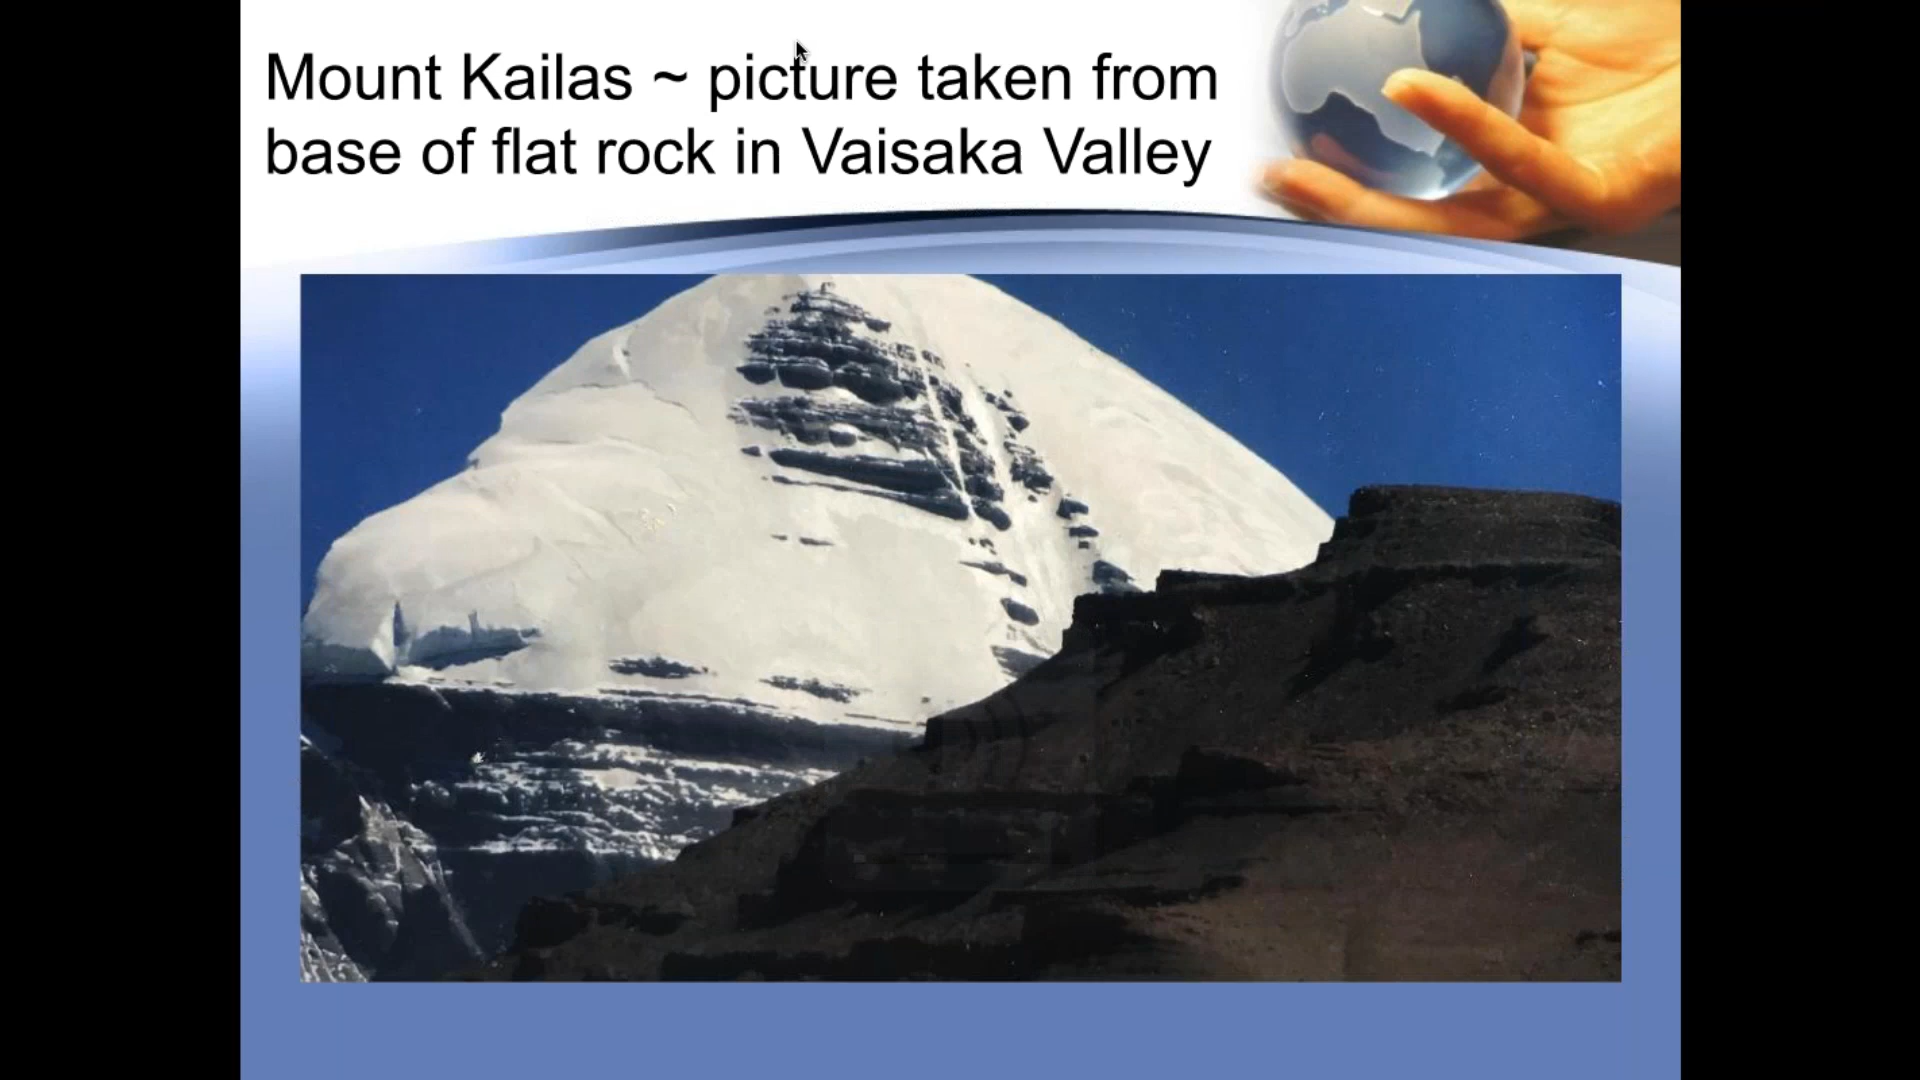 Mount Kailas ~ picture taken from
base of flat rock in Vaisaka Valley